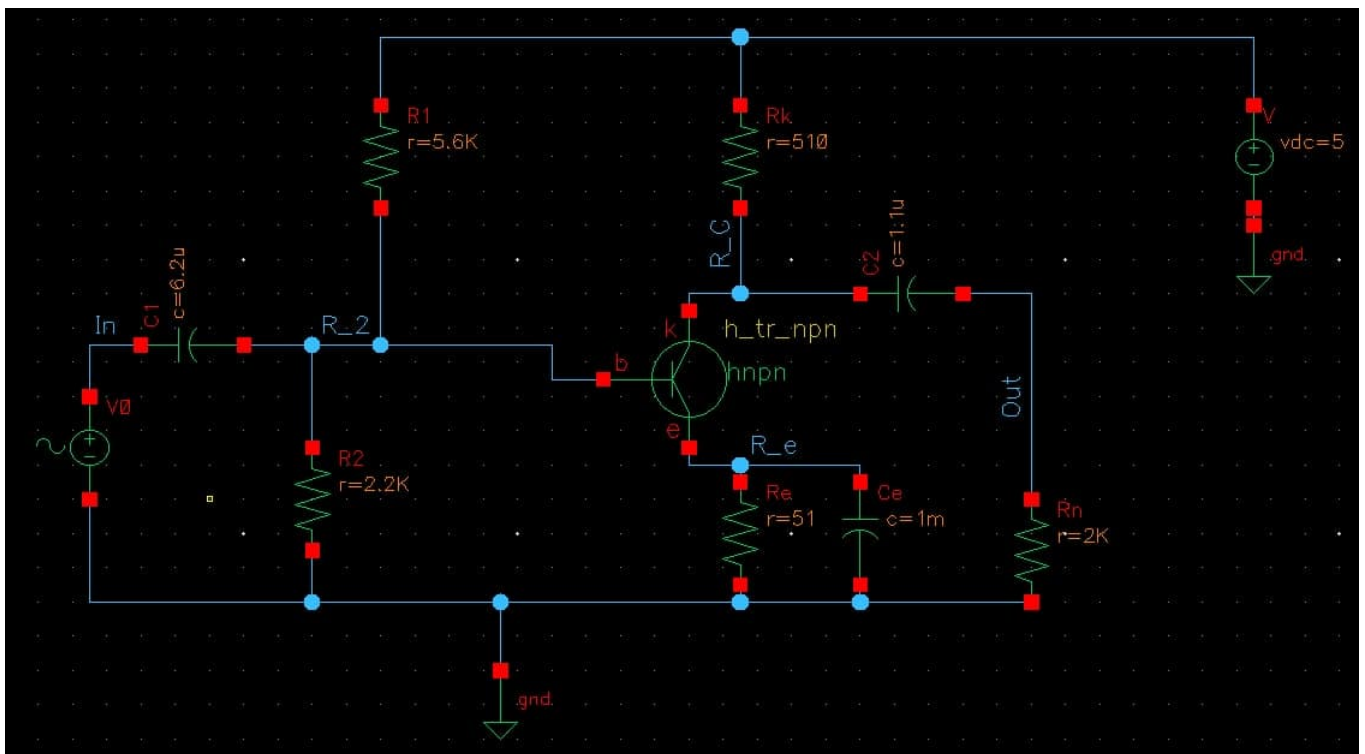 R1
r=5.6K
Rk
r=510
V
vdc=5
gnd
In
C1
c=6.2u
R_2
R_C
C2
c=1.1u
k
h_tr_npn
b
hnpn
e
V0
R_e
Out
R2
r=2.2K
Re
r=51
Ce
c=1m
Rn
r=2K
gnd